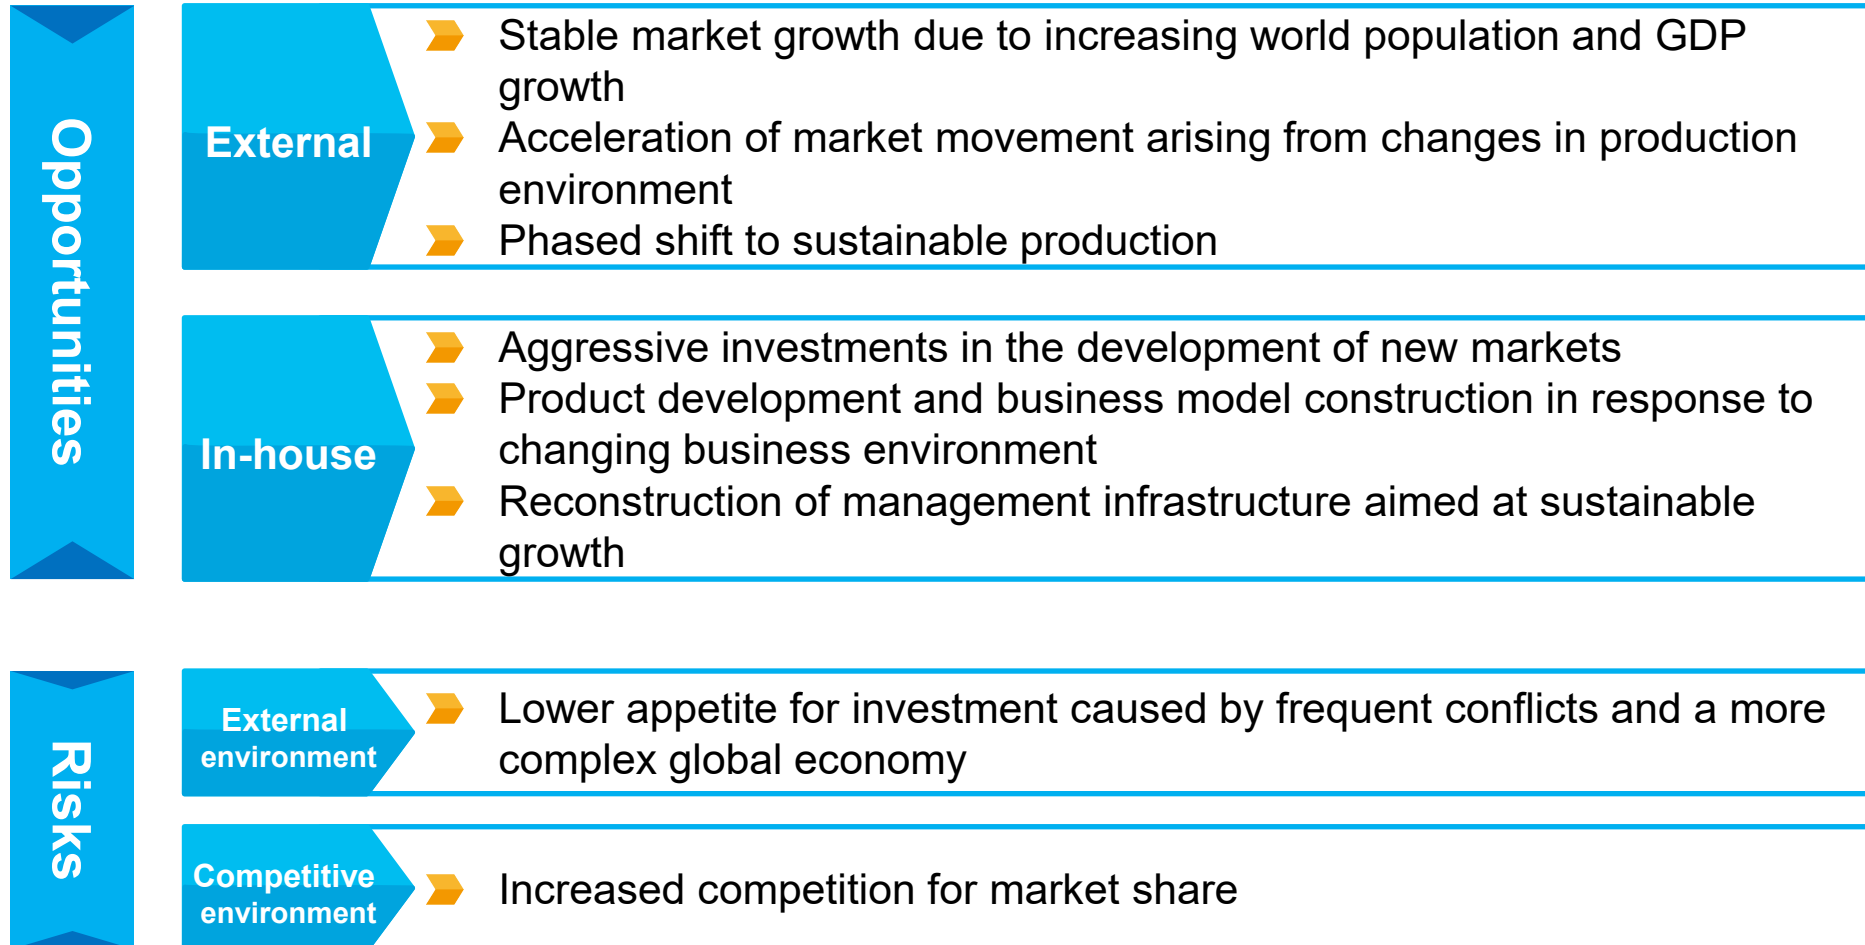 Opportunities
External
Stable market growth due to increasing world population and GDP
growth
Acceleration of market movement arising from changes in production
environment
Phased shift to sustainable production
In-house
Aggressive investments in the development of new markets
Product development and business model construction in response to
changing business environment
Reconstruction of management infrastructure aimed at sustainable
growth
Risks
External
environment
Lower appetite for investment caused by frequent conflicts and a more
complex global economy
Competitive
environment
Increased competition for market share